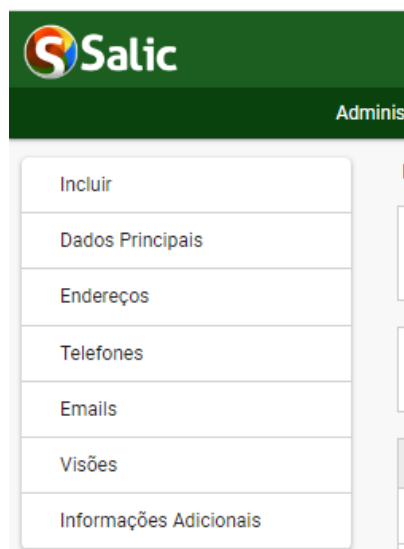 Salic
Adminis
Incluir
Dados Principais
Endereços
Telefones
Emails
Visões
Informações Adicionais